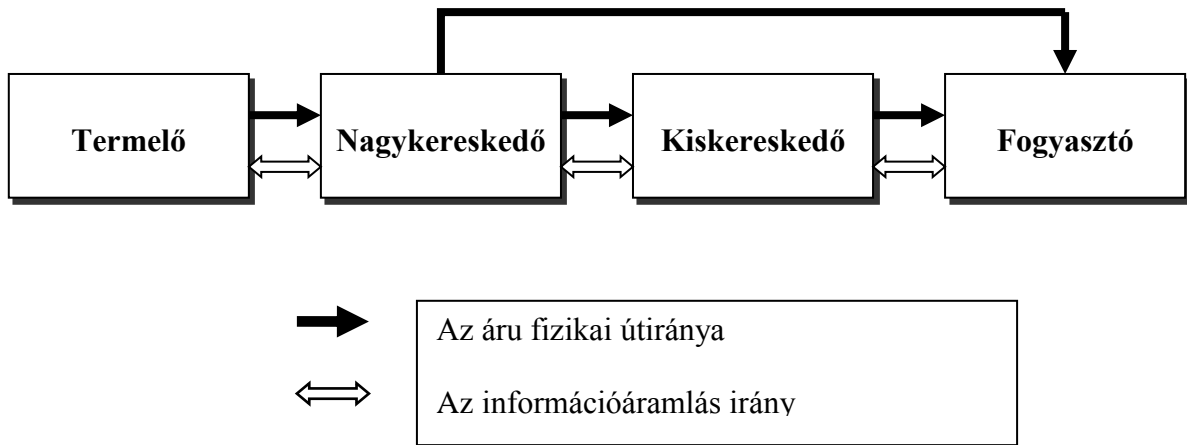 Termelő
Nagykereskedő
Kiskereskedő
Fogyasztó
Az áru fizikai útiránya
Az információáramlás irány